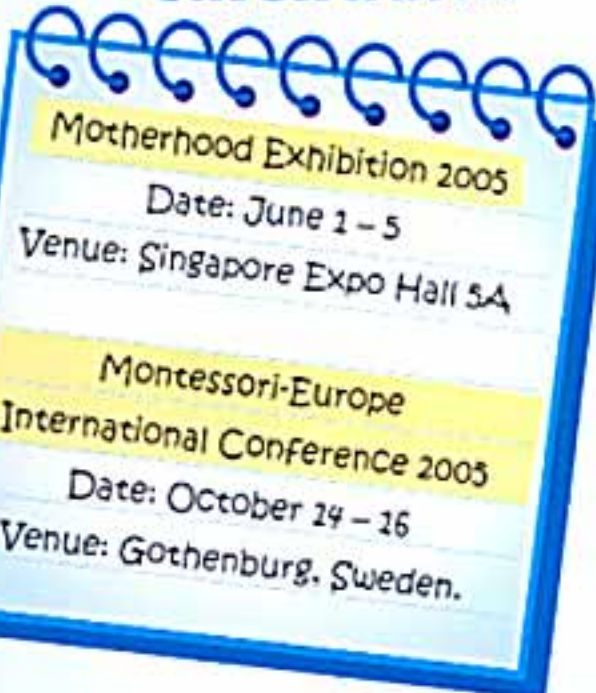 Motherhood Exhibition 2005
Date: June 1 – 5
Venue: Singapore Expo Hall 5A
Montessori-Europe
International Conference 2005
Date: October 14 – 16
Venue: Gothenburg, Sweden.